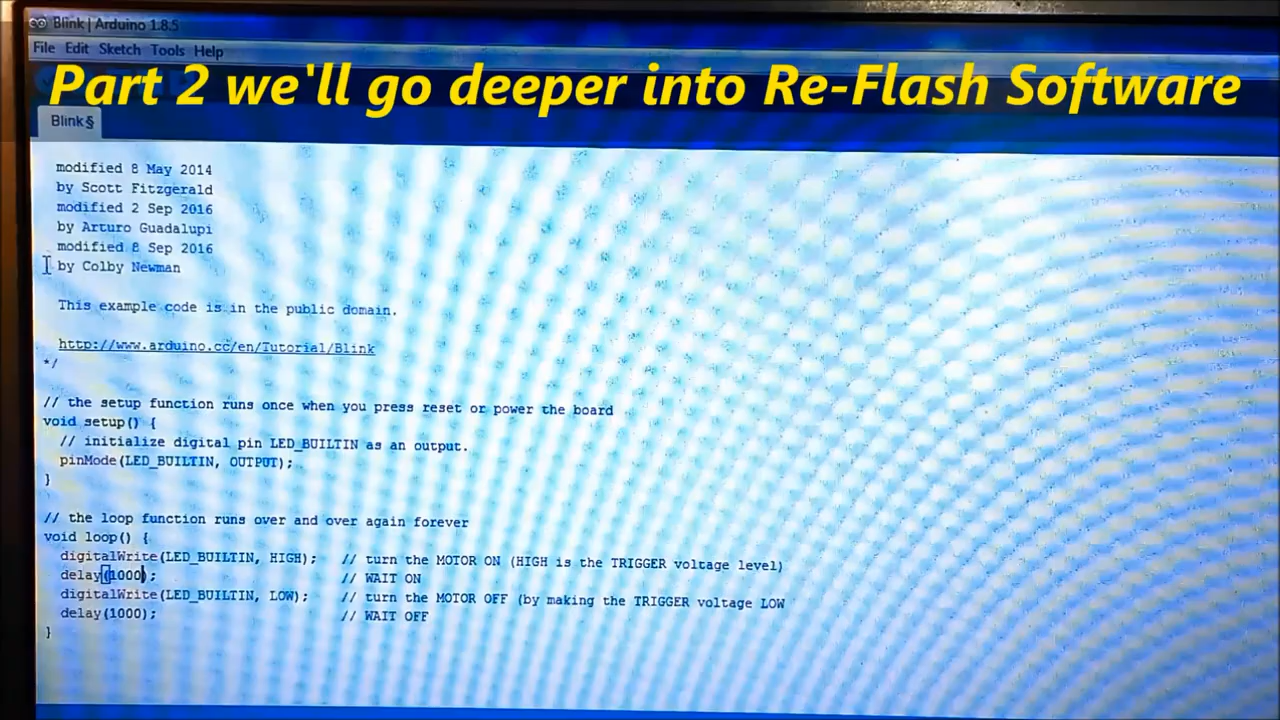 Blink | Arduino 1.8.5
File Edit Sketch Tools Help
Part 2 we'll go deeper into Re-Flash Software
Blink§
modified 8 May 2014
by Scott Fitzgerald
modified 2 Sep 2016
by Arturo Guadalupi
modified 8 Sep 2016
by Colby Newman
This example code is in the public domain.
http://www.arduino.cc/en/Tutorial/Blink
*/
// the setup function runs once when you press reset or power the board
void setup() {
// initialize digital pin LED_BUILTIN as an output.
pinMode(LED_BUILTIN, OUTPUT);
}
// the loop function runs over and over again forever
void loop() {
digitalWrite(LED_BUILTIN, HIGH); // turn the MOTOR ON (HIGH is the TRIGGER voltage level)
delay(1000); // WAIT ON
digitalWrite(LED_BUILTIN, LOW); // turn the MOTOR OFF (by making the TRIGGER voltage LOW
delay(1000); // WAIT OFF
}